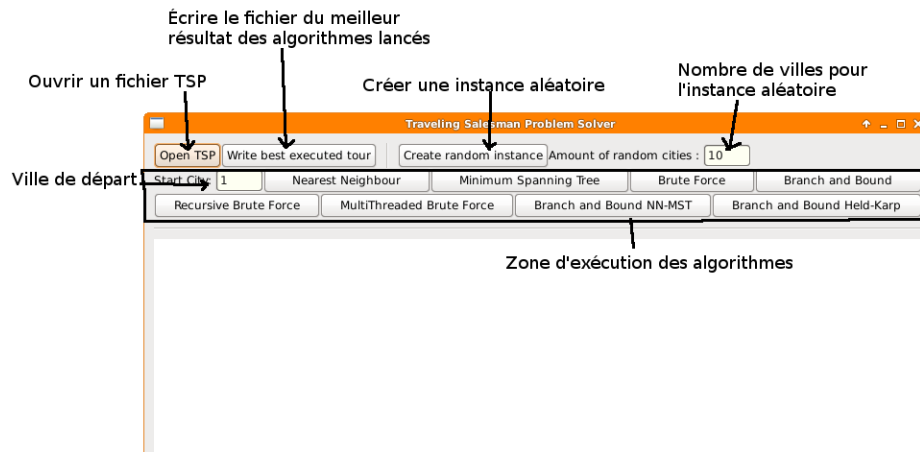 Écrire le fichier du meilleur
résultat des algorithmes lancés
Ouvrir un fichier TSP
Créer une instance aléatoire
Nombre de villes pour
l'instance aléatoire
Traveling Salesman Problem Solver
Open TSP Write best executed tour Create random instance Amount of random cities : 10
Ville de départ
Start City: 1 Nearest Neighbour Minimum Spanning Tree Brute Force Branch and Bound
Recursive Brute Force MultiThreaded Brute Force Branch and Bound NN-MST Branch and Bound Held-Karp
Zone d'exécution des algorithmes